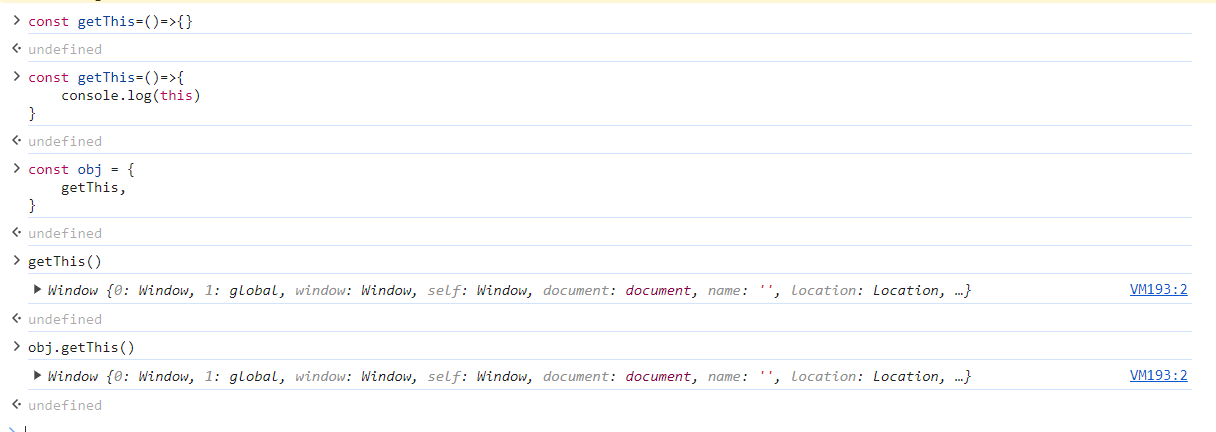 const getThis=()=>{}
undefined
const getThis=()=>{
    console.log(this)
}
undefined
const obj = {
    getThis,
}
undefined
getThis()
Window {0: Window, 1: global, window: Window, self: Window, document: document, name: '', location: Location, …} VM193:2
undefined
obj.getThis()
Window {0: Window, 1: global, window: Window, self: Window, document: document, name: '', location: Location, …} VM193:2
undefined